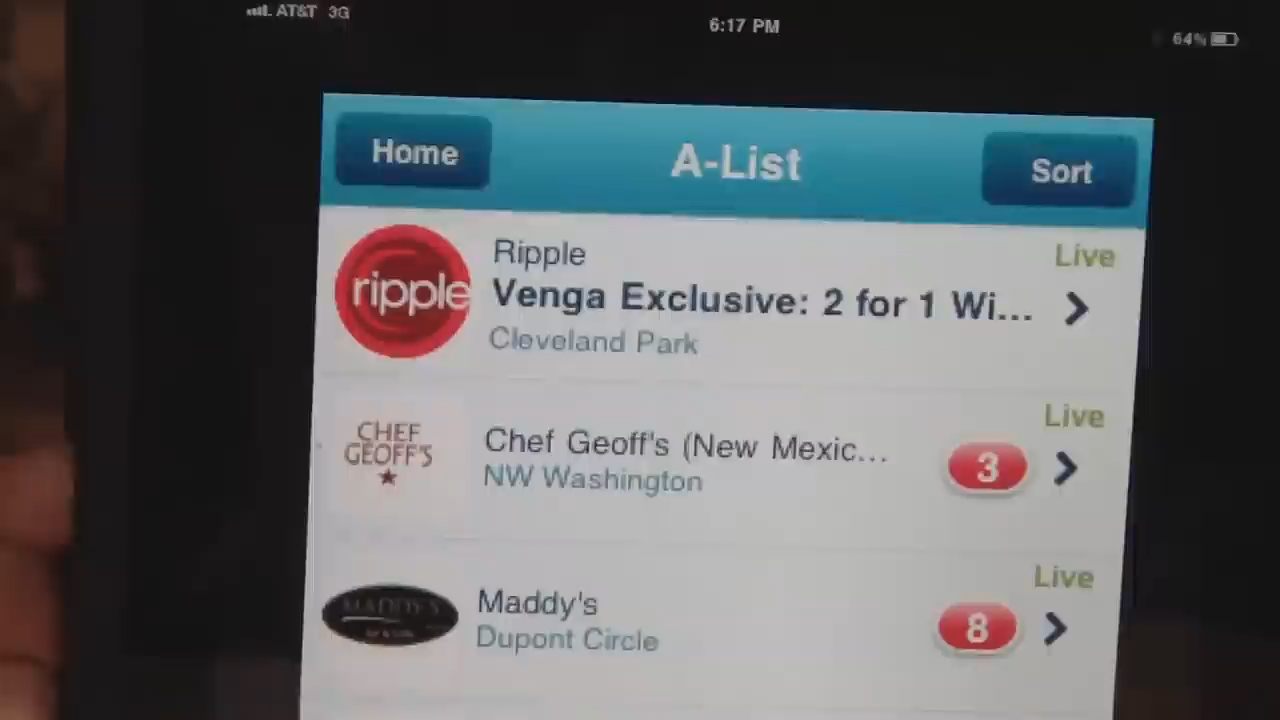 AT&T 3G
6:17 PM
64%
Home
A-List
Sort
ripple
Ripple
Live
Venga Exclusive: 2 for 1 Wi...
Cleveland Park
CHEF
GEOFF'S
Chef Geoff's (New Mexic...
NW Washington
Live
3
MADDY'S
Maddy's
Dupont Circle
Live
8